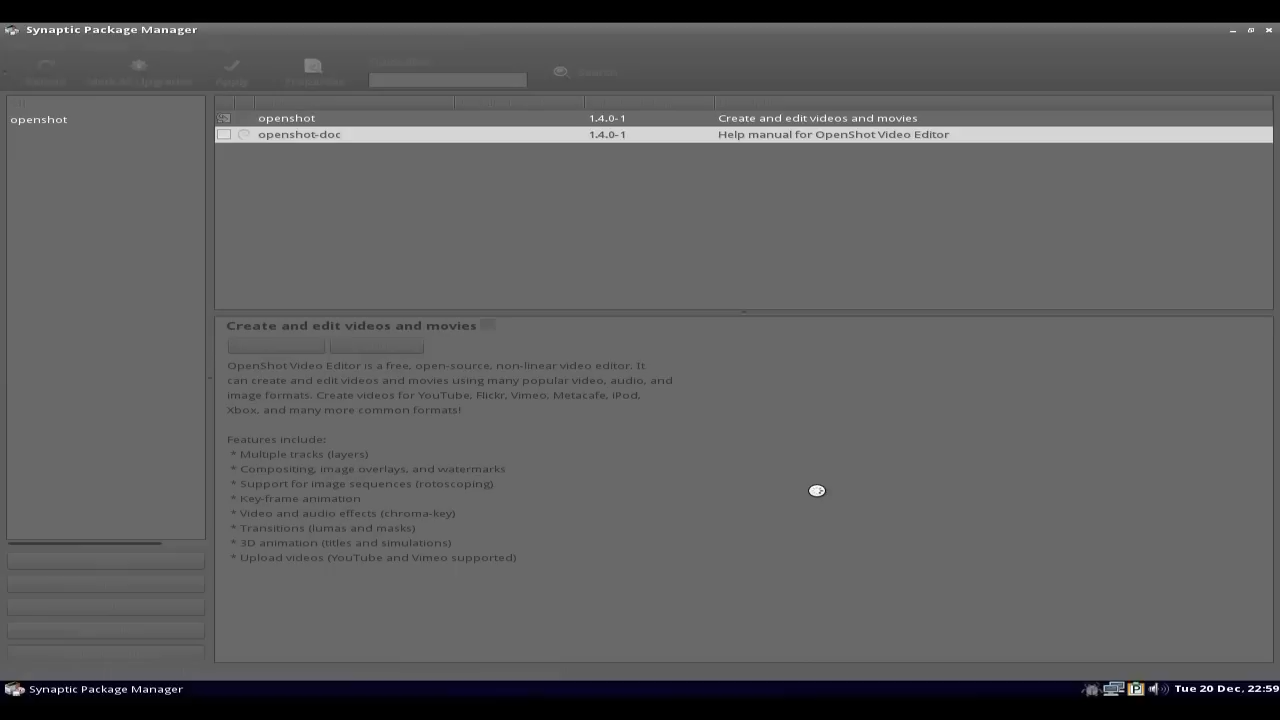 Synaptic Package Manager
Apply
Properties
Search
openshot
openshot 1.4.0-1 Create and edit videos and movies
openshot-doc 1.4.0-1 Help manual for OpenShot Video Editor
Create and edit videos and movies
OpenShot Video Editor is a free, open-source, non-linear video editor. It
can create and edit videos and movies using many popular video, audio, and
image formats. Create videos for YouTube, Flickr, Vimeo, Metacafe, iPod,
Xbox, and many more common formats!
Features include:
* Multiple tracks (layers)
* Compositing, image overlays, and watermarks
* Support for image sequences (rotoscoping)
* Key-frame animation
* Video and audio effects (chroma-key)
* Transitions (lumas and masks)
* 3D animation (titles and simulations)
* Upload videos (YouTube and Vimeo supported)
Synaptic Package Manager
Tue 20 Dec, 22:59